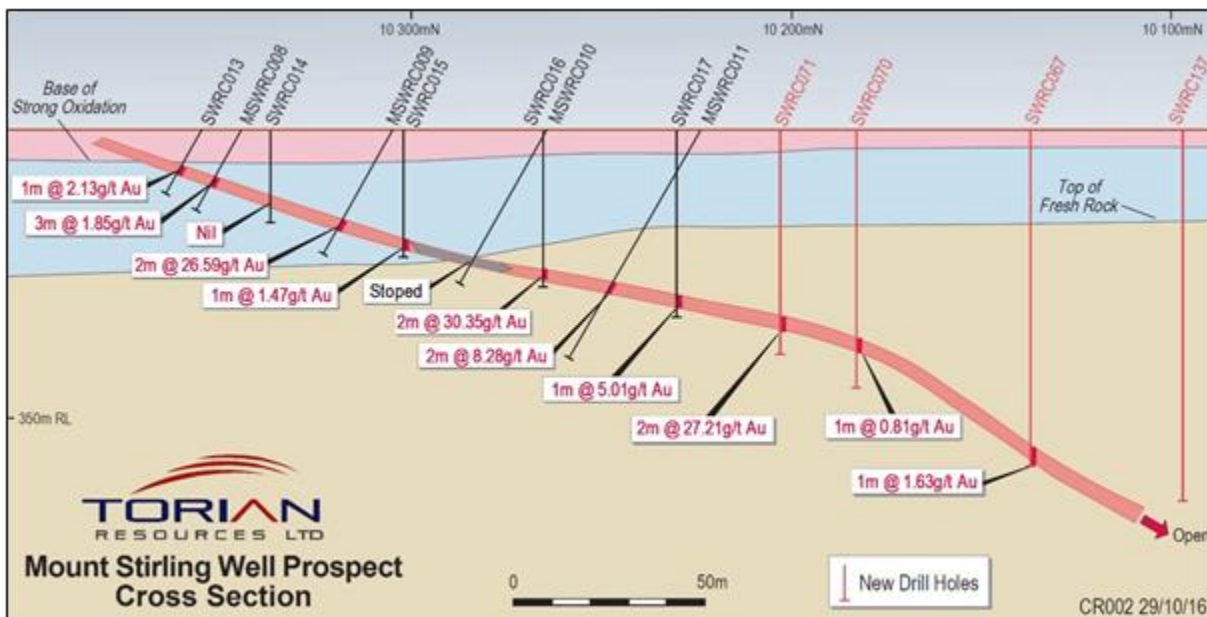 10 300mN
10 200mN
10 100mN
Base of
Strong Oxidation
SWRC013
MSWRC008
SWRC014
MSWRC009
SWRC015
SWRC016
MSWRC010
SWRC017
MSWRC011
SWRC071
SWRC070
SWRC067
SWRC137
Top of
Fresh Rock
1m @ 2.13g/t Au
3m @ 1.85g/t Au
Nil
2m @ 26.59g/t Au
1m @ 1.47g/t Au
Stoped
2m @ 30.35g/t Au
2m @ 8.28g/t Au
1m @ 5.01g/t Au
2m @ 27.21g/t Au
1m @ 0.81g/t Au
1m @ 1.63g/t Au
350m RL
Open
TORIAN
RESOURCES LTD
Mount Stirling Well Prospect
Cross Section
0
50m
New Drill Holes
CR002 29/10/16